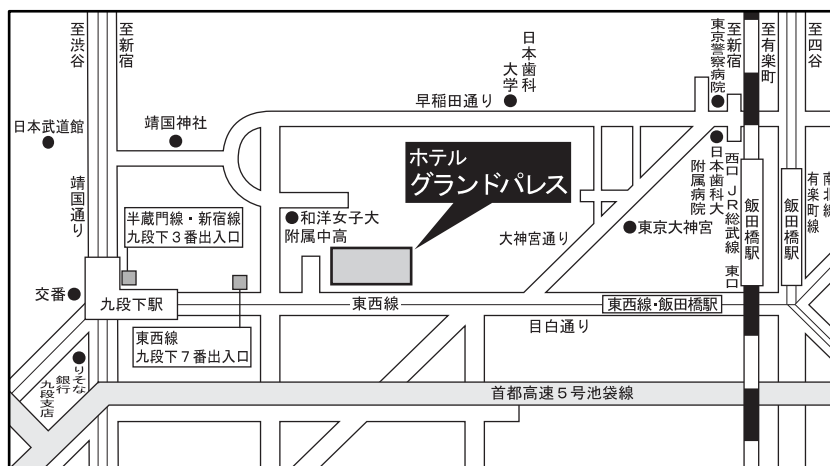 至渋谷
至新宿
日本歯科
大学
東京警察病院
至新宿
至有楽町
至四谷
早稲田通り
日本武道館
靖国神社
ホテル
グランドパレス
靖国通り
半蔵門線・新宿線
九段下3番出入口
和洋女子大
附属中高
大神宮通り
東京大神宮
日本歯科大
附属病院
西口 JR総武線 東口
飯田橋駅
飯田橋駅
南北線
有楽町線
交番
九段下駅
東西線
東西線・飯田橋駅
目白通り
東西線
九段下7番出入口
りそな
銀行
九段支店
首都高速5号池袋線